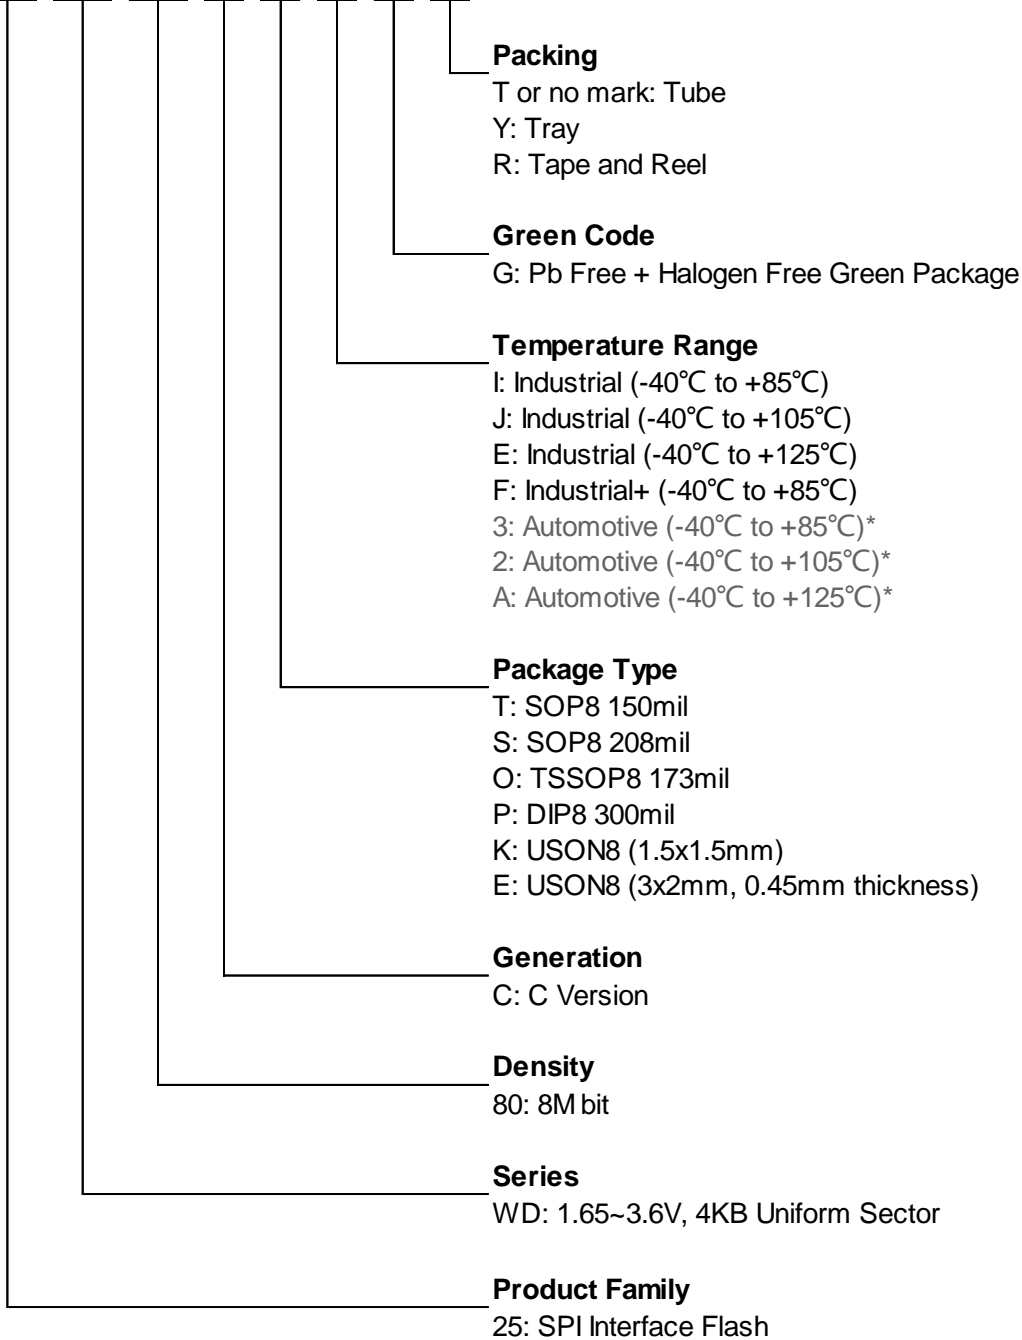 Packing
T or no mark: Tube
Y: Tray
R: Tape and Reel
Green Code
G: Pb Free + Halogen Free Green Package
Temperature Range
I: Industrial (-40℃ to +85℃)
J: Industrial (-40℃ to +105℃)
E: Industrial (-40℃ to +125℃)
F: Industrial+ (-40℃ to +85℃)
3: Automotive (-40℃ to +85℃)*
2: Automotive (-40℃ to +105℃)*
A: Automotive (-40℃ to +125℃)*
Package Type
T: SOP8 150mil
S: SOP8 208mil
O: TSSOP8 173mil
P: DIP8 300mil
K: USON8 (1.5x1.5mm)
E: USON8 (3x2mm, 0.45mm thickness)
Generation
C: C Version
Density
80: 8M bit
Series
WD: 1.65~3.6V, 4KB Uniform Sector
Product Family
25: SPI Interface Flash